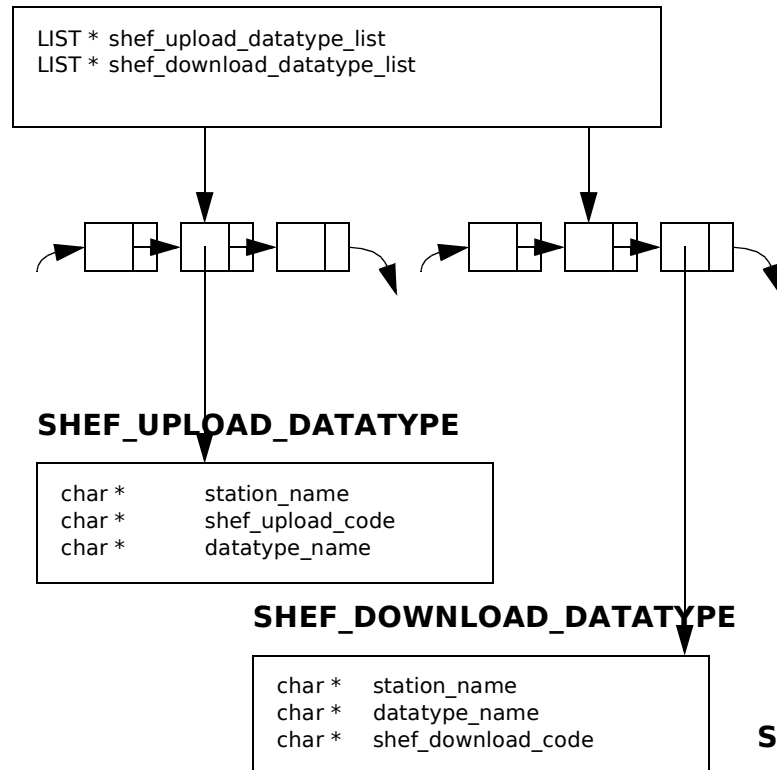 LIST * shef_upload_datatype_list
LIST * shef_download_datatype_list
SHEF_UPLOAD_DATATYPE
char * station_name
char * shef_upload_code
char * datatype_name
SHEF_DOWNLOAD_DATATYPE
char * station_name
char * datatype_name
char * shef_download_code
S